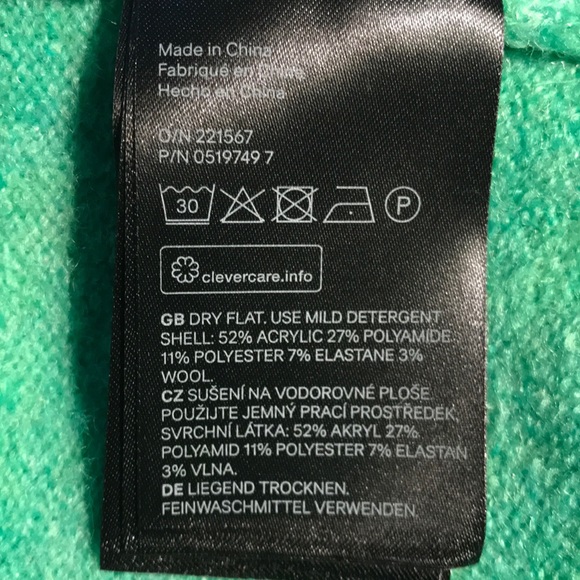 Made in China
Fabriqué en Chine
Hecho en China
O/N 221567
P/N 0519749 7
30
P
clevercare.info
GB DRY FLAT. USE MILD DETERGENT
SHELL: 52% ACRYLIC 27% POLYAMIDE
11% POLYESTER 7% ELASTANE 3%
WOOL.
CZ SUŠENÍ NA VODOROVNÉ PLOŠE.
POUŽIJTE JEMNÝ PRACÍ PROSTŘEDEK.
SVRCHNÍ LÁTKA: 52% AKRYL 27%
POLYAMID 11% POLYESTER 7% ELASTAN
3% VLNA.
DE LIEGEND TROCKNEN.
FEINWASCHMITTEL VERWENDEN.